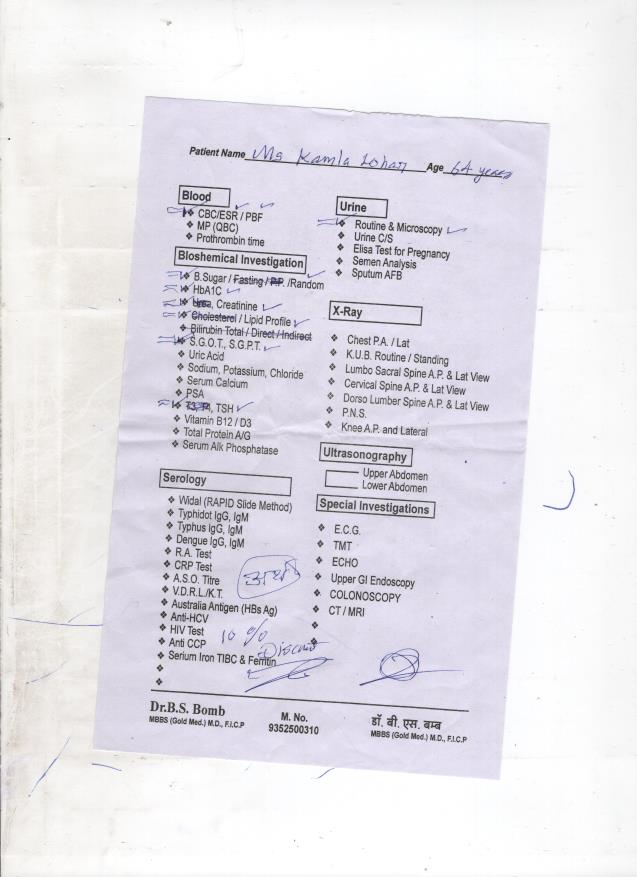 Patient Name Ms Kamla Lohar Age 64 years
Blood
CBC/ESR / PBF
MP (QBC)
Prothrombin time
Bioshemical Investigation
B.Sugar / Fasting / P.P. /Random
HbA1C
Urea, Creatinine
Cholesterol / Lipid Profile
Bilirubin Total / Direct / Indirect
S.G.O.T., S.G.P.T.
Uric Acid
Sodium, Potassium, Chloride
Serum Calcium
PSA
T3, T4, TSH
Vitamin B12 / D3
Total Protein A/G
Serum Alk Phosphatase
Serology
Widal (RAPID Slide Method)
Typhidot IgG, IgM
Typhus IgG, IgM
Dengue IgG, IgM
R.A. Test
CRP Test
A.S.O. Titre
V.D.R.L./K.T.
Australia Antigen (HBs Ag)
Anti-HCV
HIV Test
Anti CCP
Serium Iron TIBC & Ferritin
10 %
Urine
Routine & Microscopy
Urine C/S
Elisa Test for Pregnancy
Semen Analysis
Sputum AFB
X-Ray
Chest P.A. / Lat
K.U.B. Routine / Standing
Lumbo Sacral Spine A.P. & Lat View
Cervical Spine A.P. & Lat View
Dorso Lumber Spine A.P. & Lat View
P.N.S.
Knee A.P. and Lateral
Ultrasonography
Upper Abdomen
Lower Abdomen
Special Investigations
E.C.G.
TMT
ECHO
Upper GI Endoscopy
COLONOSCOPY
CT / MRI
Dr.B.S. Bomb
MBBS (Gold Med.) M.D., F.I.C.P
M. No.
9352500310
डॉ. बी. एस. बम्ब
MBBS (Gold Med.) M.D., F.I.C.P